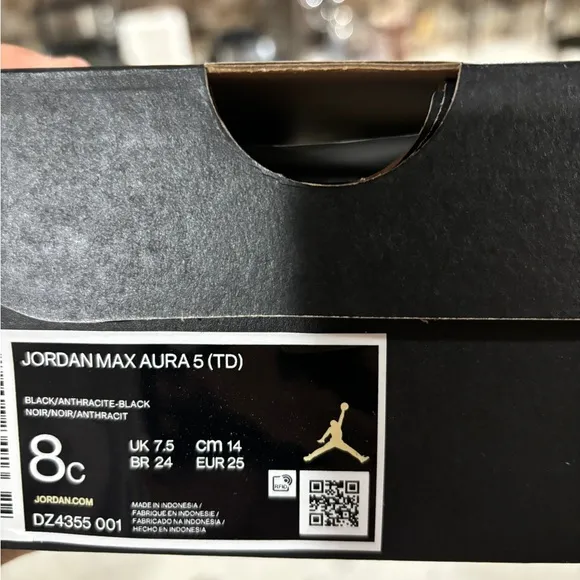 JORDAN MAX AURA 5 (TD)
BLACK/ANTHRACITE-BLACK
NOIR/NOIR/ANTHRACIT
8C
UK 7.5 cm 14
BR 24 EUR 25
RFID
JORDAN.COM
DZ4355 001
MADE IN INDONESIA/
FABRIQUE EN INDONESIE/
FABRICADO NA INDONESIA/
HECHO EN INDONESIA